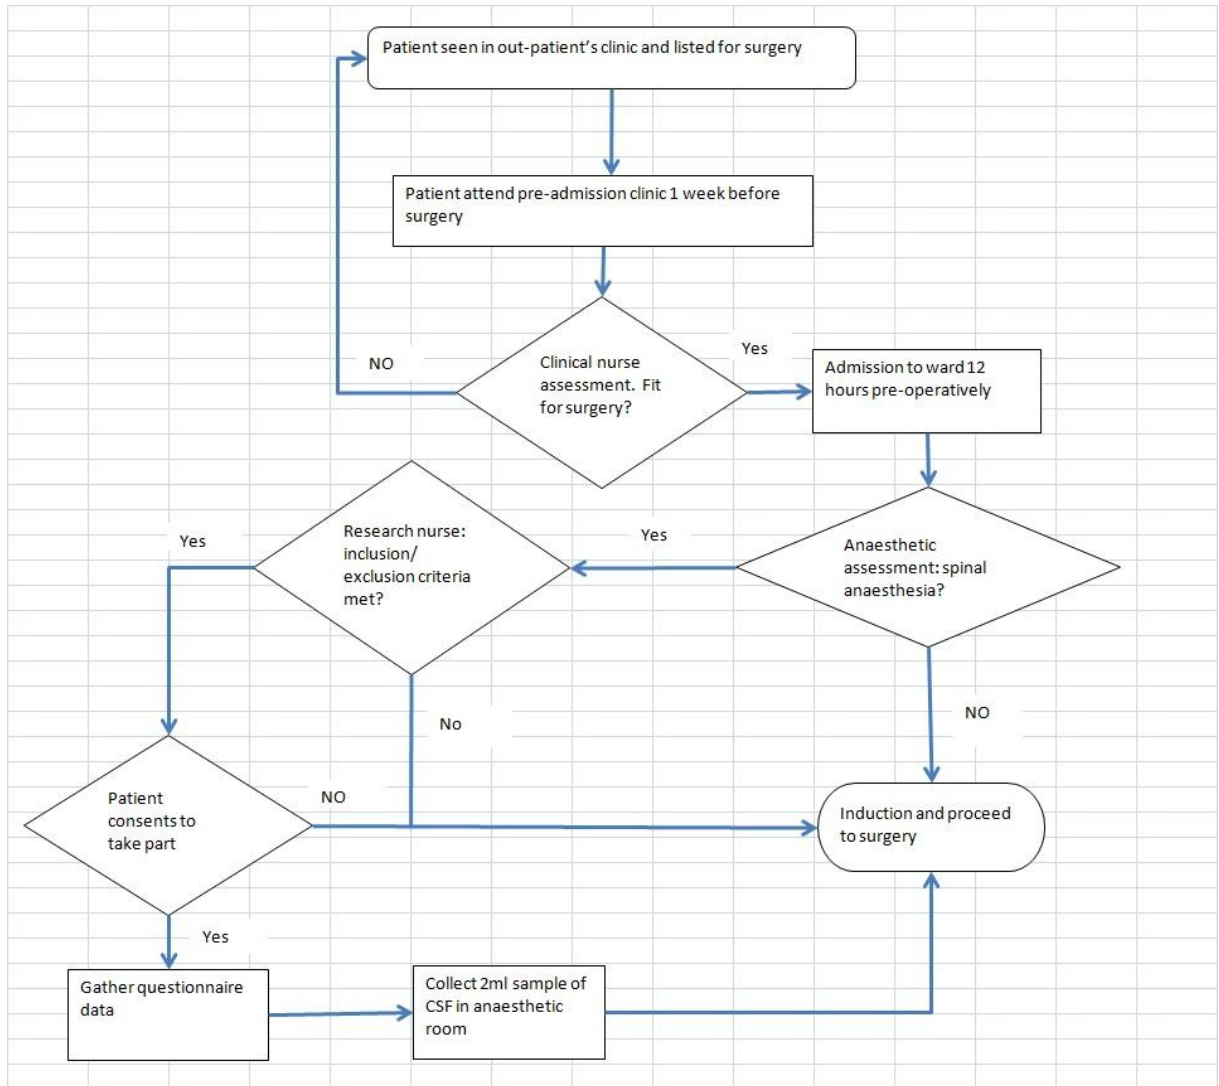 Patient seen in out-patient’s clinic and listed for surgery
Patient attend pre-admission clinic 1 week before
surgery
Clinical nurse
assessment.  Fit
for surgery?
NO
Yes
Admission to ward 12
hours pre-operatively
Anaesthetic
assessment: spinal
anaesthesia?
Yes
NO
Research nurse:
inclusion/
exclusion criteria
met?
Yes
No
Patient
consents to
take part
NO
Yes
Induction and proceed
to surgery
Gather questionnaire
data
Collect 2ml sample of
CSF in anaesthetic
room